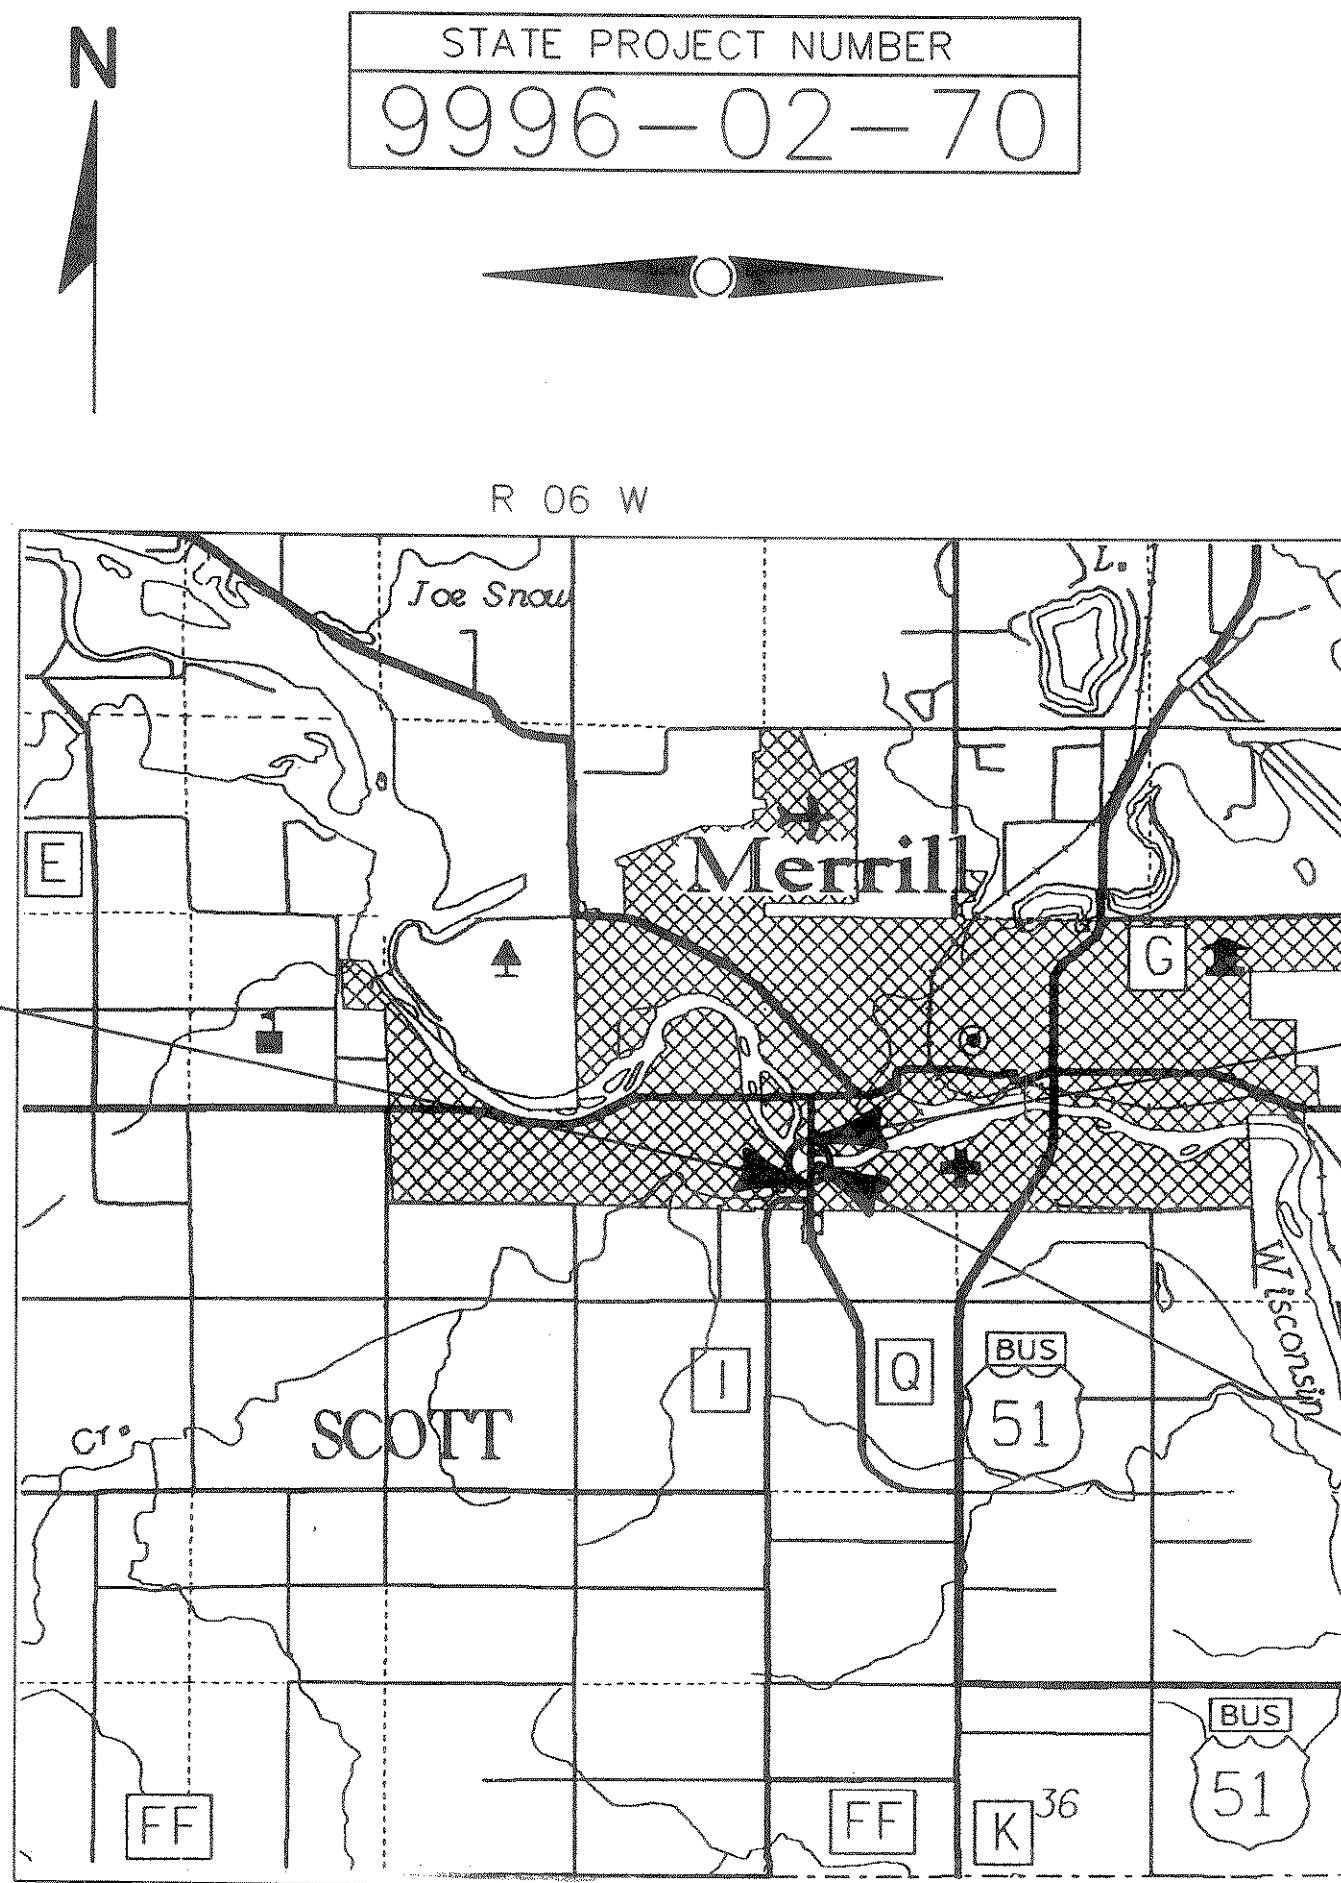 N
STATE PROJECT NUMBER
9996-02-70
R 06 W
Joe Snow
L.
E
Merrill
G
Wisconsin
I
Q
BUS
51
Cr.
SCOTT
BUS
51
FF
FF
K
36